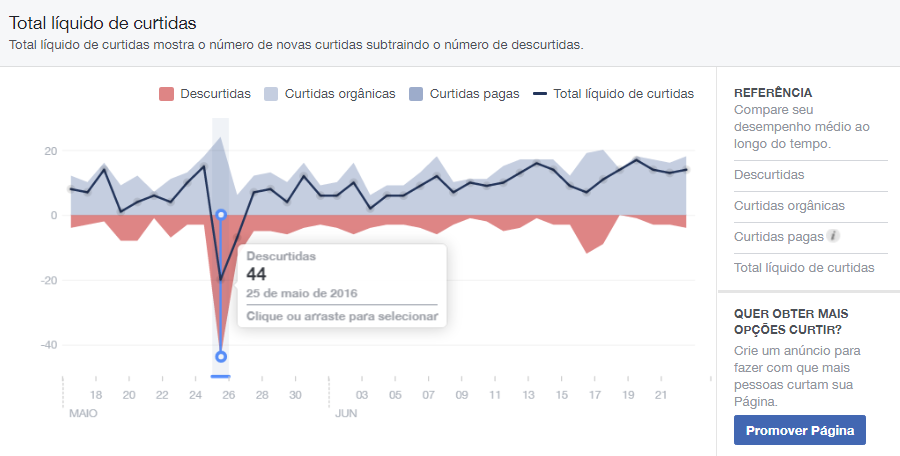 Total líquido de curtidas
Total líquido de curtidas mostra o número de novas curtidas subtraindo o número de descurtidas.
Descurtidas Curtidas orgânicas Curtidas pagas Total líquido de curtidas
20
0
-20
-40
Descurtidas
44
25 de maio de 2016
Clique ou arraste para selecionar
18 20 22 24 26 28 30 03 05 07 09 11 13 15 17 19 21
MAIO JUN
REFERÊNCIA
Compare seu
desempenho médio ao
longo do tempo.
Descurtidas
Curtidas orgânicas
Curtidas pagas i
Total líquido de curtidas
QUER OBTER MAIS
OPÇÕES CURTIR?
Crie um anúncio para
fazer com que mais
pessoas curtam sua
Página.
Promover Página